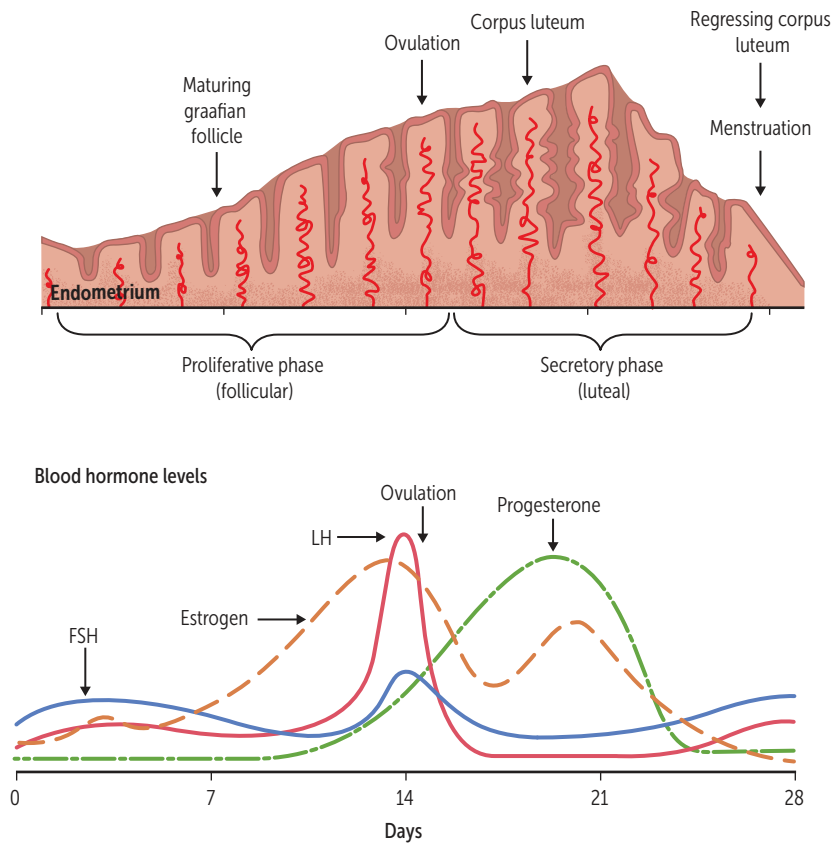 Regressing corpus
luteum
Corpus luteum
Ovulation
Maturing
graafian
follicle
Menstruation
Endometrium
Proliferative phase
(follicular)
Secretory phase
(luteal)
Blood hormone levels
Ovulation
Progesterone
LH
Estrogen
FSH
0 7 14 21 28
Days